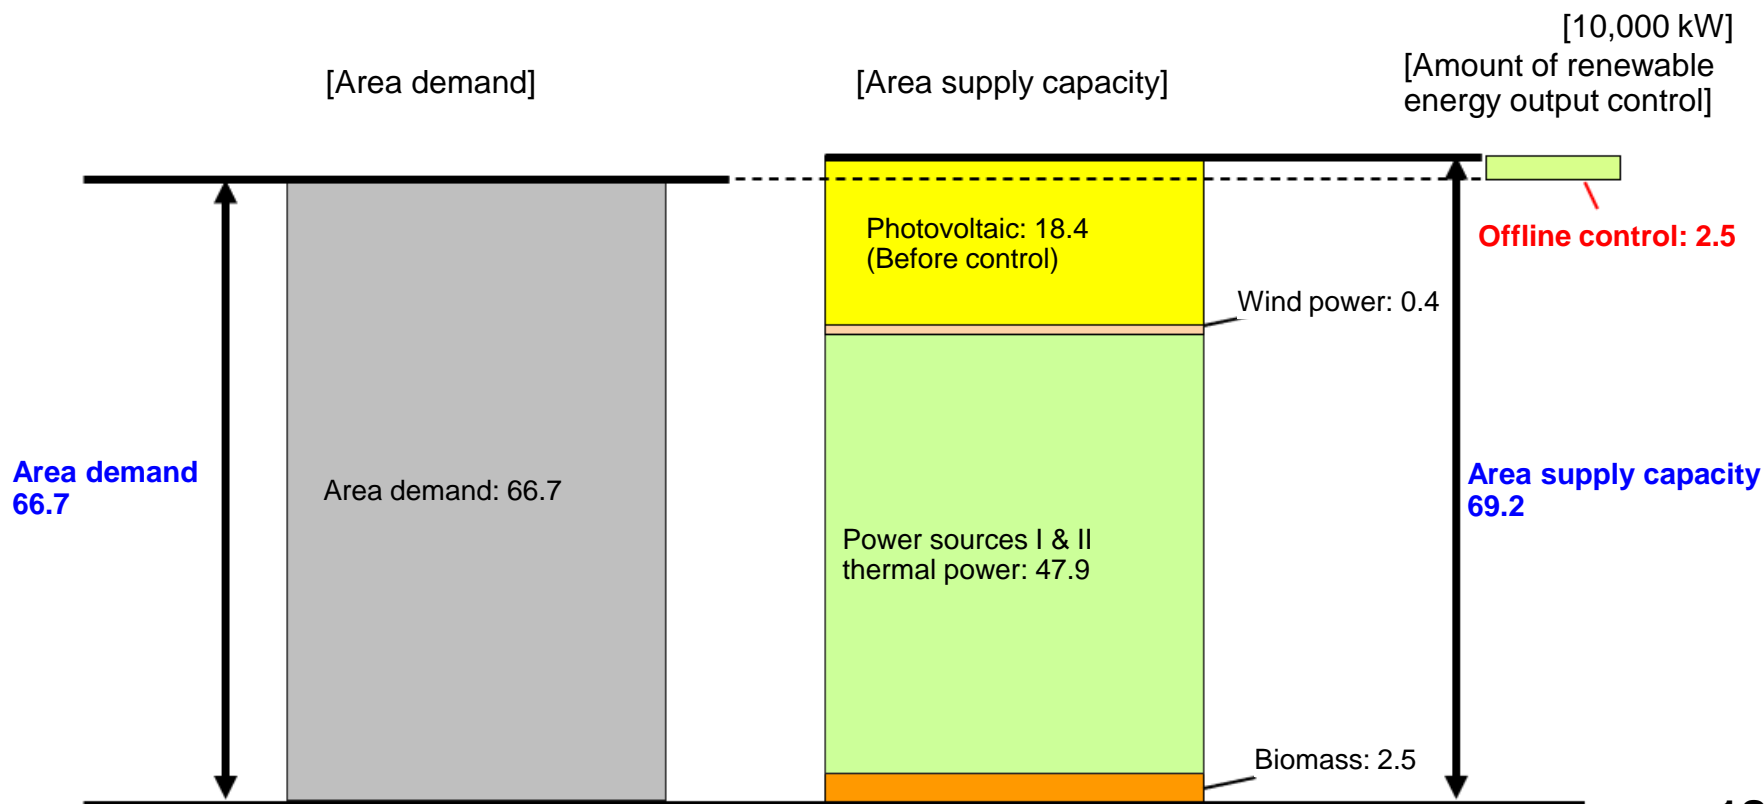 [10,000 kW]
[Area demand]
[Area supply capacity]
[Amount of renewable
energy output control]
Photovoltaic: 18.4
(Before control)
Offline control: 2.5
Wind power: 0.4
Area demand
66.7
Area demand: 66.7
Area supply capacity
69.2
Power sources I & II
thermal power: 47.9
Biomass: 2.5